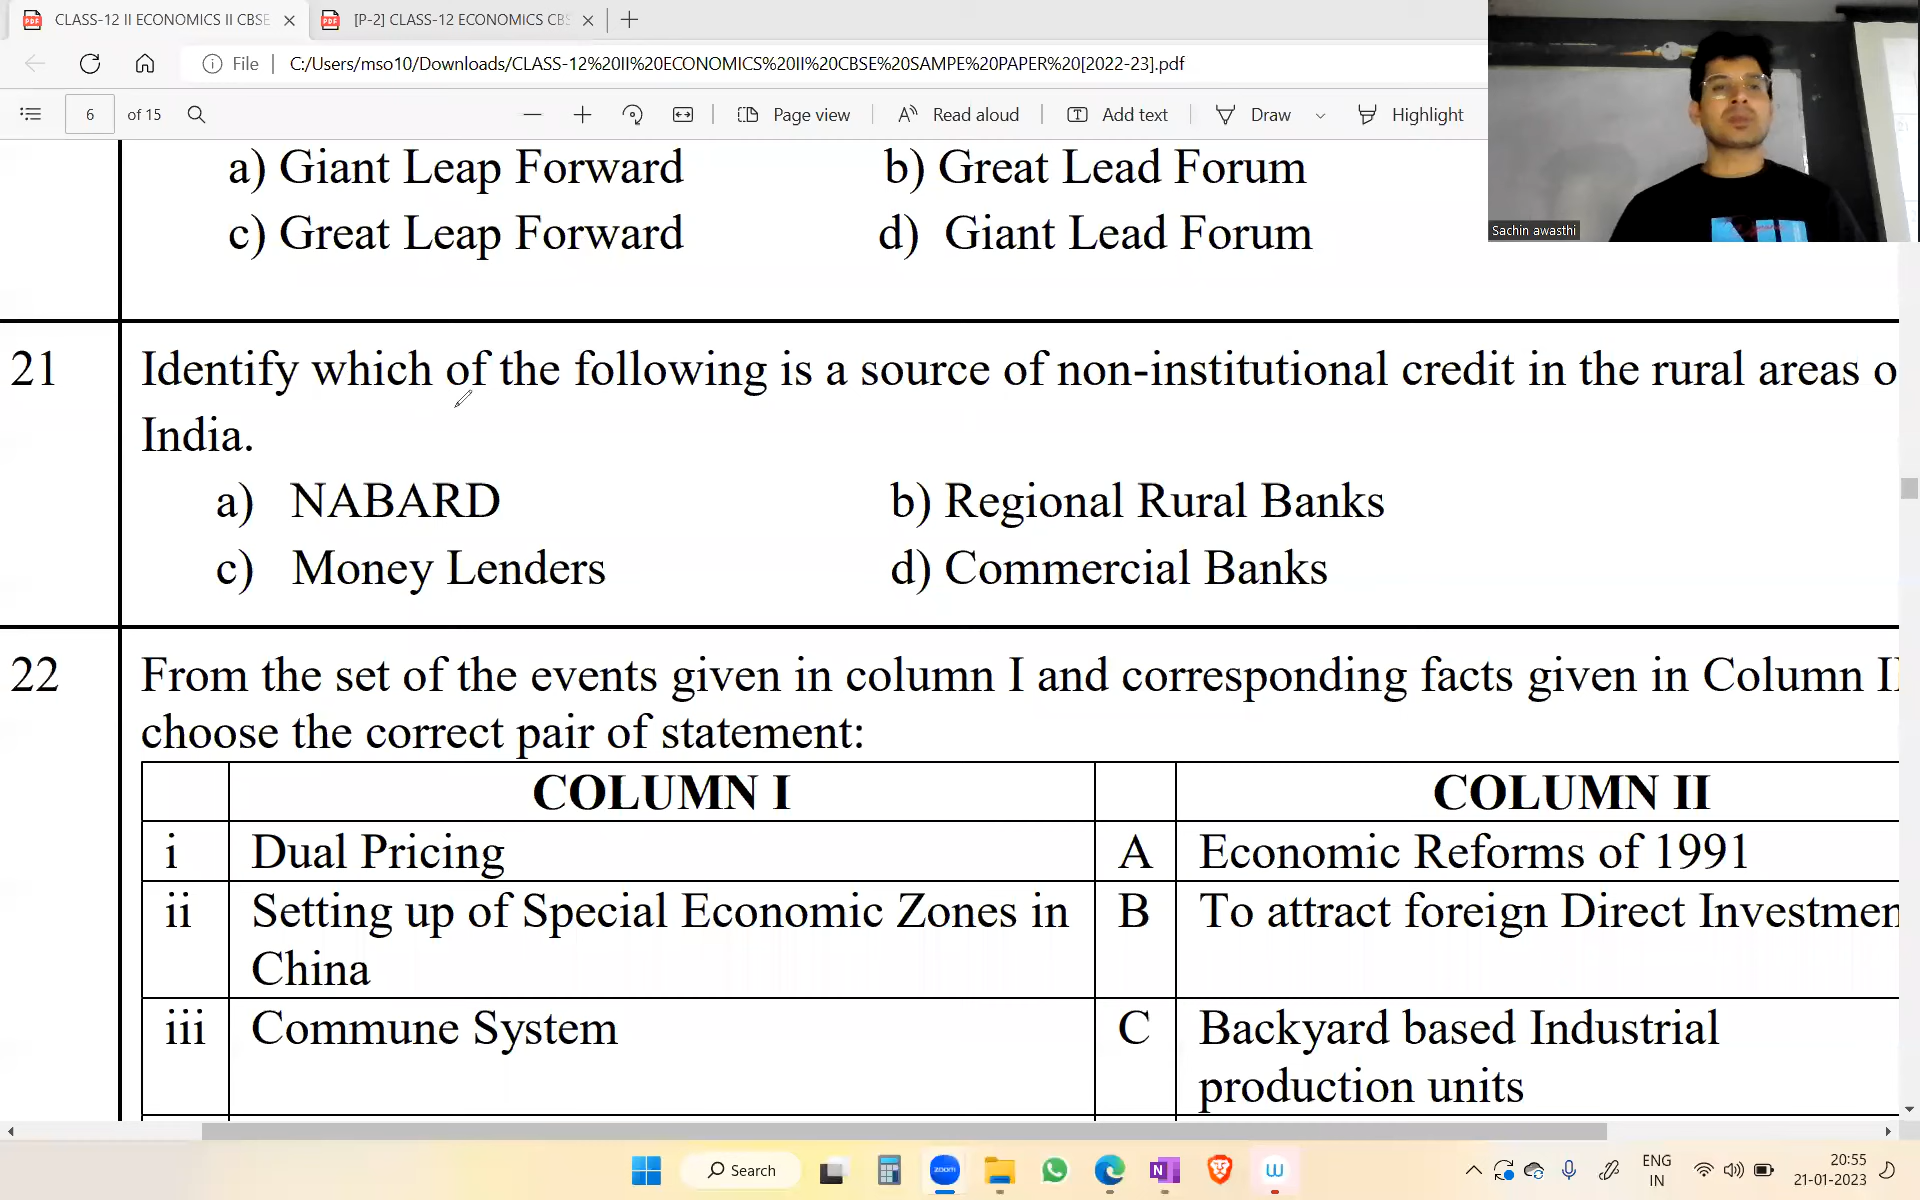 CLASS-12 II ECONOMICS II CBSE
[P-2] CLASS-12 ECONOMICS CBS
File
C:/Users/mso10/Downloads/CLASS-12%20II%20ECONOMICS%20II%20CBSE%20SAMPE%20PAPER%20[2022-23].pdf
6 of 15
Page view
Read aloud
Add text
Draw
Highlight
Sachin awasthi
a) Giant Leap Forward b) Great Lead Forum
c) Great Leap Forward d) Giant Lead Forum
21 Identify which of the following is a source of non-institutional credit in the rural areas o
India.
a) NABARD b) Regional Rural Banks
c) Money Lenders d) Commercial Banks
22 From the set of the events given in column I and corresponding facts given in Column II
choose the correct pair of statement:
COLUMN I COLUMN II
i Dual Pricing A Economic Reforms of 1991
ii Setting up of Special Economic Zones in B To attract foreign Direct Investmen
China
iii Commune System C Backyard based Industrial
production units
Search
zoom
ENG
IN
20:55
21-01-2023